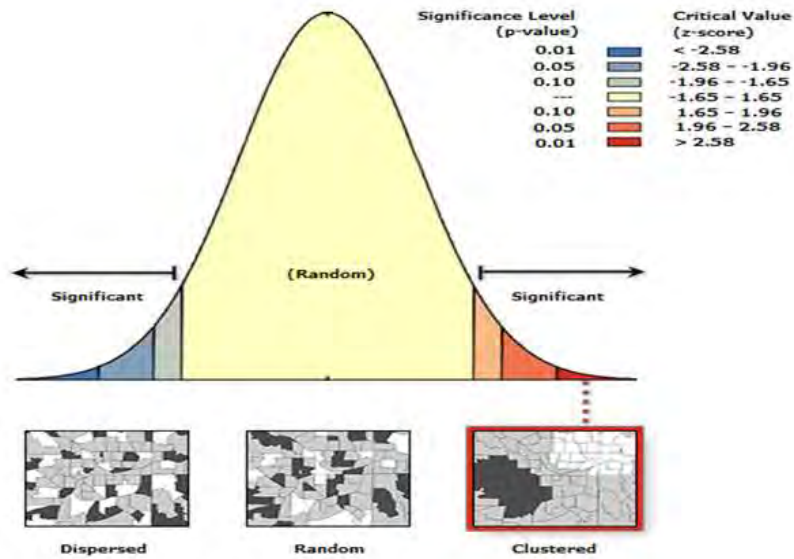 Significance Level Critical Value
(p-value) (z-score)
0.01 < -2.58
0.05 -2.58 - -1.96
0.10 -1.96 - -1.65
--- -1.65 - 1.65
0.10 1.65 - 1.96
0.05 1.96 - 2.58
0.01 > 2.58
(Random)
Significant Significant
Dispersed Random Clustered